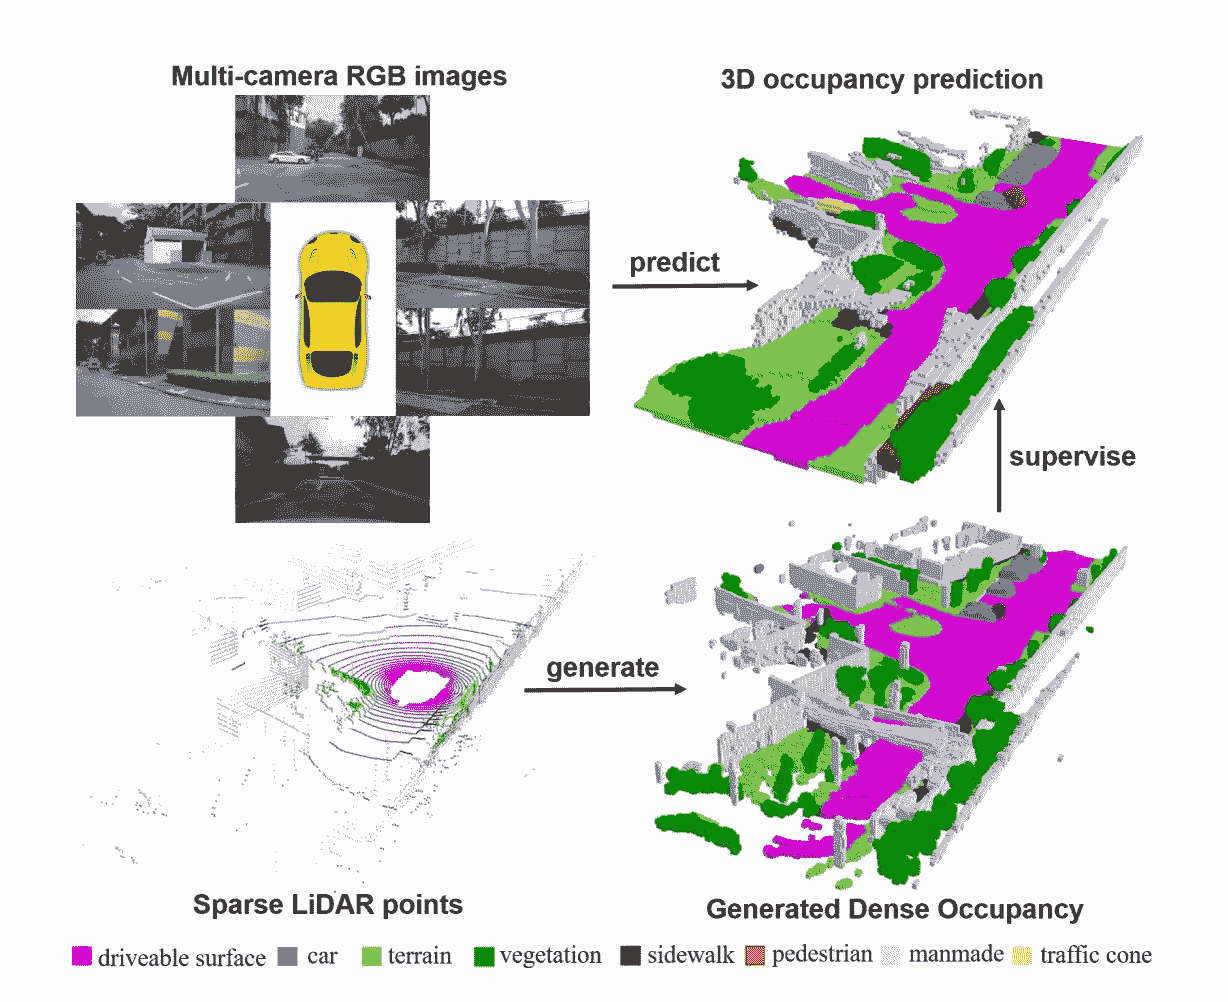 Multi-camera RGB images
3D occupancy prediction
predict
supervise
generate
Sparse LiDAR points
Generated Dense Occupancy
driveable surface car terrain vegetation sidewalk pedestrian manmade traffic cone